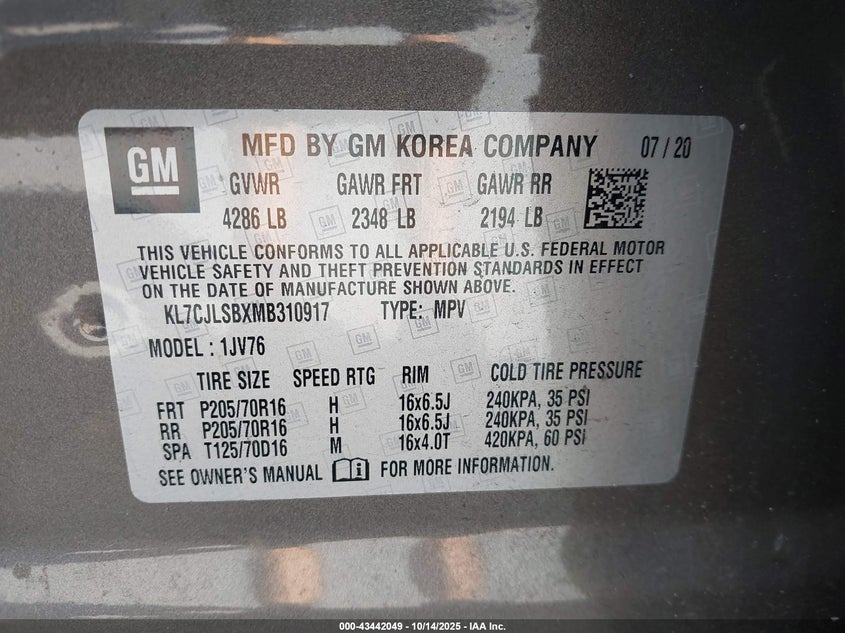 GM MFD BY GM KOREA COMPANY 07 / 20
GVWR GAWR FRT GAWR RR
4286 LB 2348 LB 2194 LB
THIS VEHICLE CONFORMS TO ALL APPLICABLE U.S. FEDERAL MOTOR
VEHICLE SAFETY AND THEFT PREVENTION STANDARDS IN EFFECT
ON THE DATE OF MANUFACTURE SHOWN ABOVE.
KL7CJLSBXMB310917 TYPE: MPV
MODEL : 1JV76
TIRE SIZE SPEED RTG RIM COLD TIRE PRESSURE
FRT P205/70R16 H 16x6.5J 240KPA, 35 PSI
RR P205/70R16 H 16x6.5J 240KPA, 35 PSI
SPA T125/70D16 M 16x4.0T 420KPA, 60 PSI
SEE OWNER'S MANUAL FOR MORE INFORMATION.
000-43442049 - 10/14/2025 - IAA Inc.